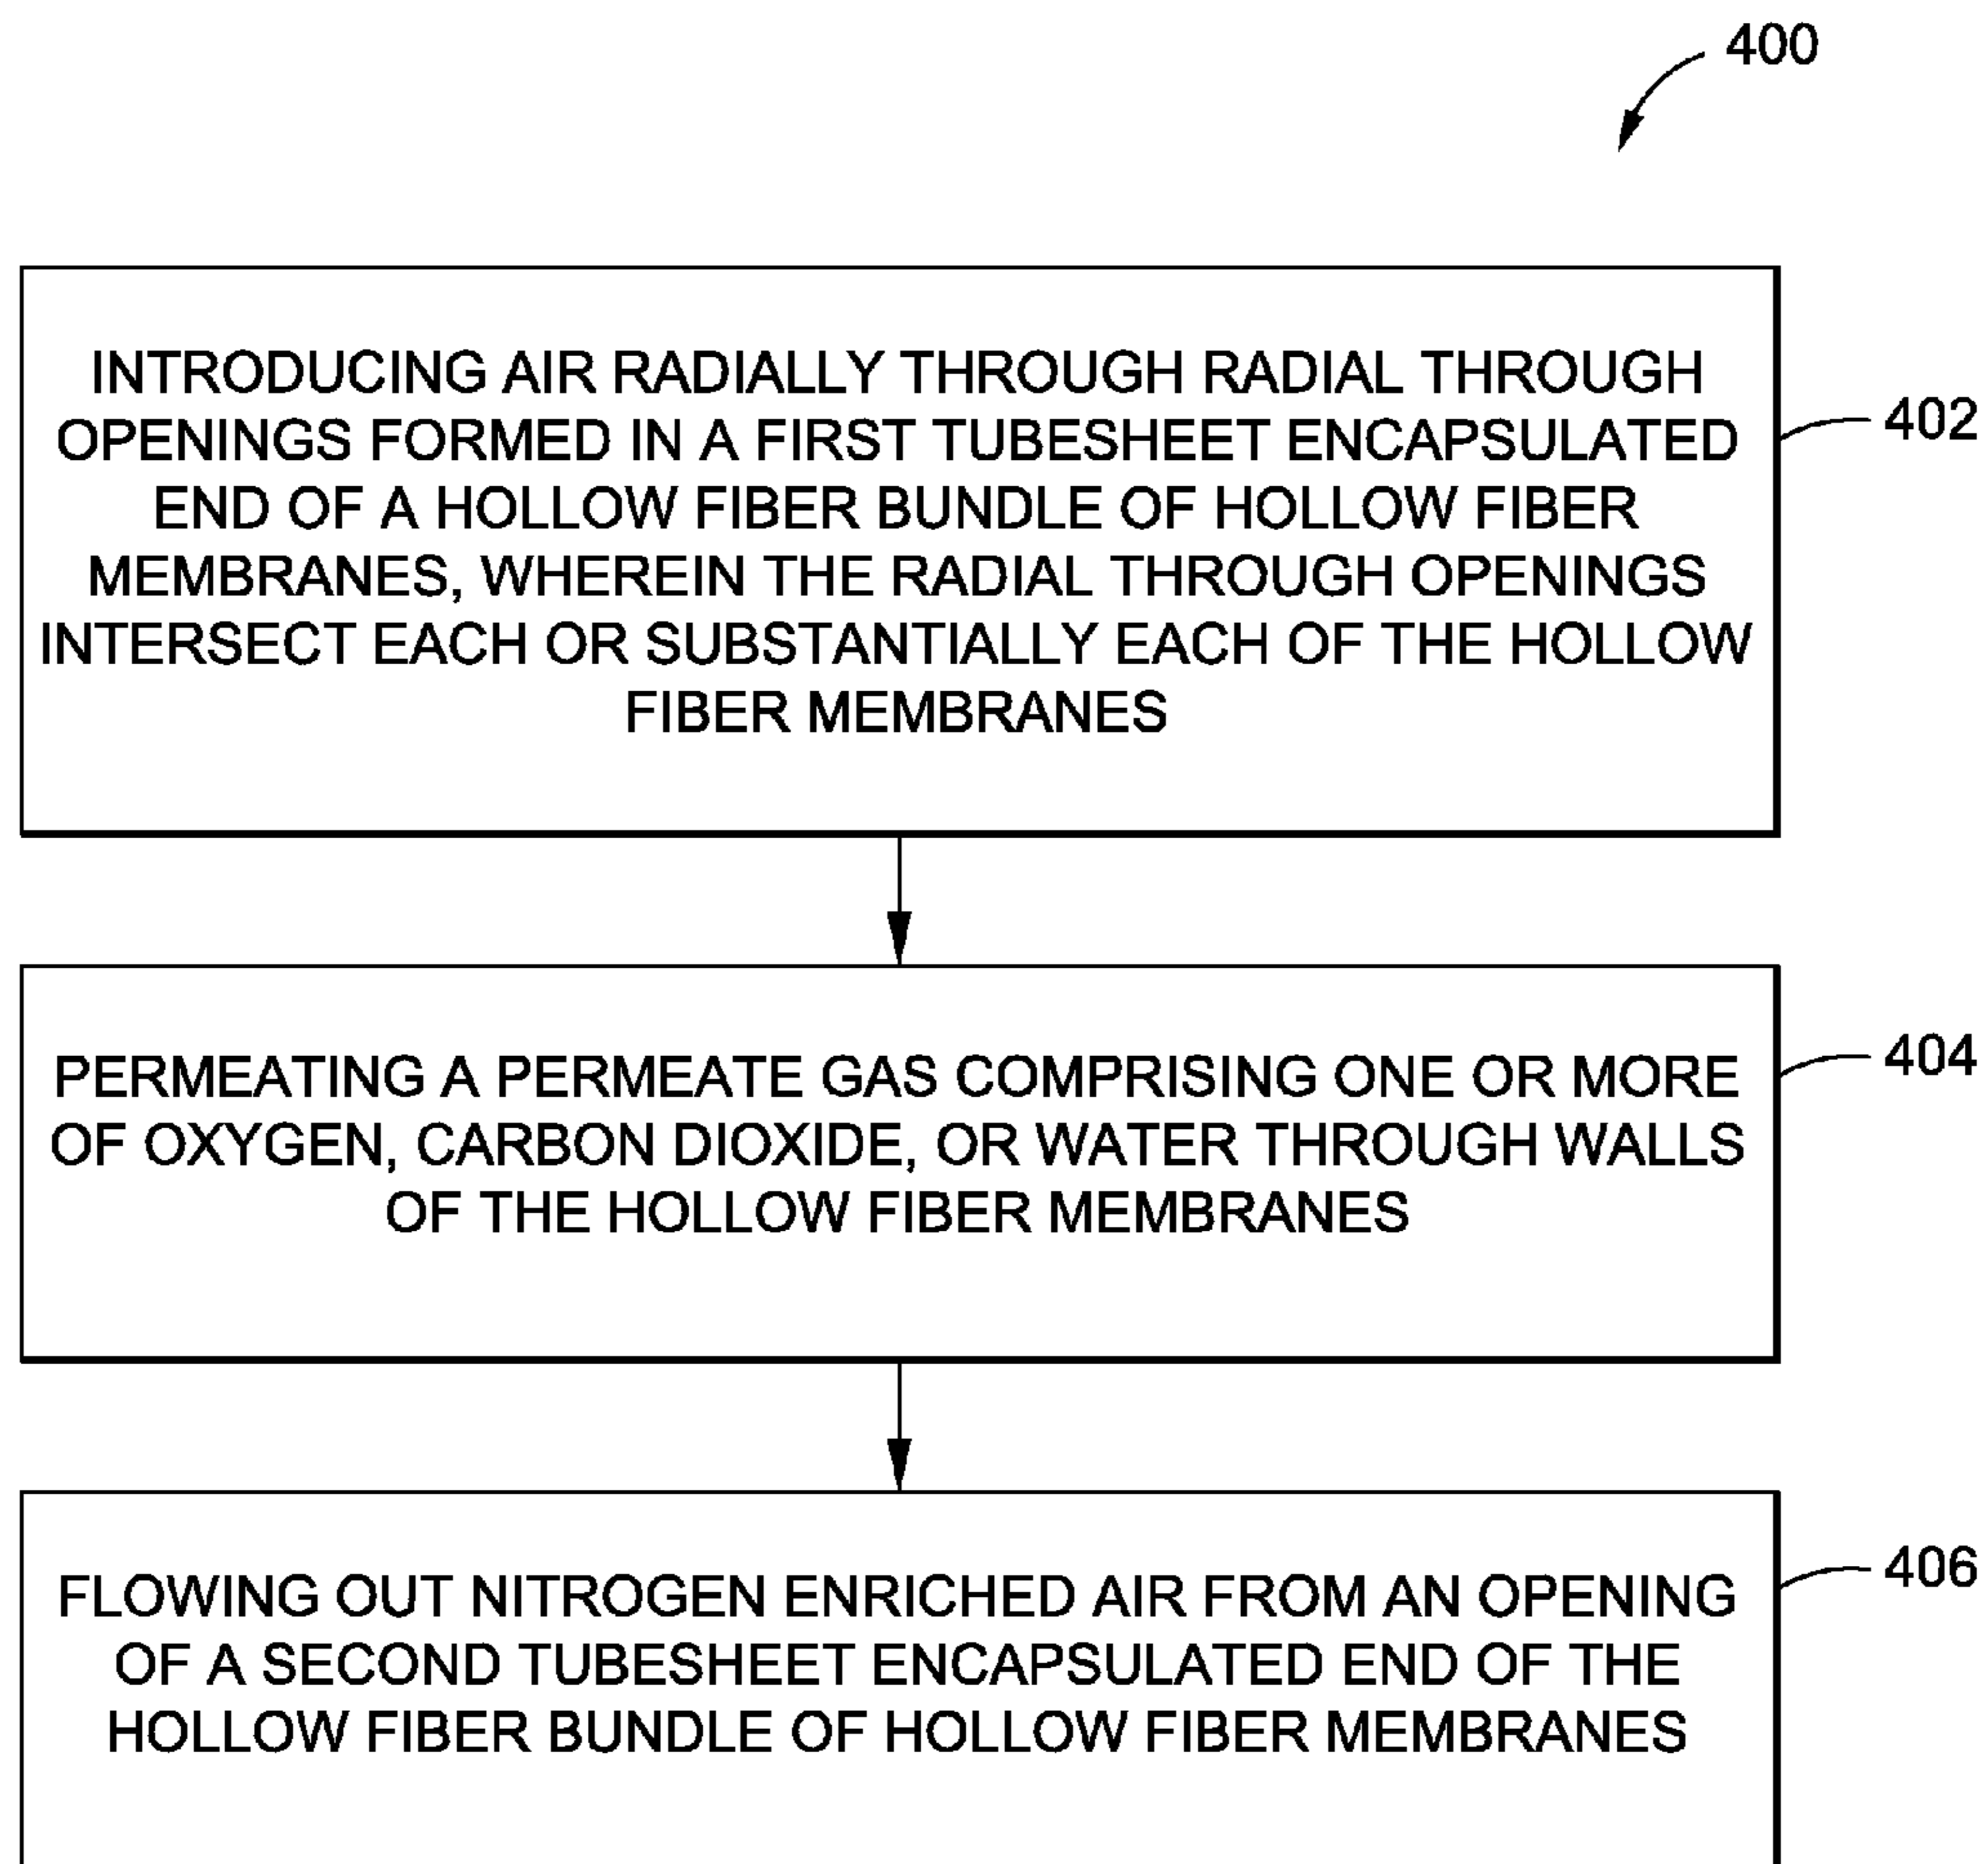 400
INTRODUCING AIR RADIALLY THROUGH RADIAL THROUGH
OPENINGS FORMED IN A FIRST TUBESHEET ENCAPSULATED
END OF A HOLLOW FIBER BUNDLE OF HOLLOW FIBER
MEMBRANES, WHEREIN THE RADIAL THROUGH OPENINGS
INTERSECT EACH OR SUBSTANTIALLY EACH OF THE HOLLOW
FIBER MEMBRANES
402
PERMEATING A PERMEATE GAS COMPRISING ONE OR MORE
OF OXYGEN, CARBON DIOXIDE, OR WATER THROUGH WALLS
OF THE HOLLOW FIBER MEMBRANES
404
FLOWING OUT NITROGEN ENRICHED AIR FROM AN OPENING
OF A SECOND TUBESHEET ENCAPSULATED END OF THE
HOLLOW FIBER BUNDLE OF HOLLOW FIBER MEMBRANES
406